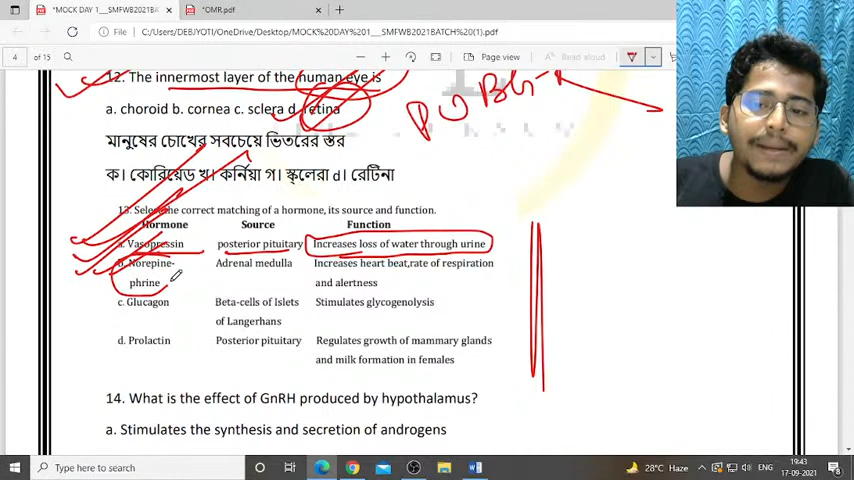 *MOCK DAY 1___SMFWB2021BATCH
*OMR.pdf
File | C:/Users/DEBJYOTI/OneDrive/Desktop/MOCK%20DAY%201___SMFWB2021BATCH%20(1).pdf
4 of 15 Page view Read aloud Draw
12. The innermost layer of the human eye is
a. choroid b. cornea c. sclera d. retina
মানুষের চোখের সবচেয়ে ভিতরের স্তর
ক। কোরিয়েড খ। কর্নিয়া গ। স্ক্লেরা d। রেটিনা
13. Select the correct matching of a hormone, its source and function.
Hormone Source Function
a. Vasopressin posterior pituitary Increases loss of water through urine
b. Norepine- Adrenal medulla Increases heart beat,rate of respiration
phrine and alertness
c. Glucagon Beta-cells of Islets Stimulates glycogenolysis
of Langerhans
d. Prolactin Posterior pituitary Regulates growth of mammary glands
and milk formation in females
14. What is the effect of GnRH produced by hypothalamus?
a. Stimulates the synthesis and secretion of androgens
Type here to search
28°C Haze
ENG
19:43
17-09-2021